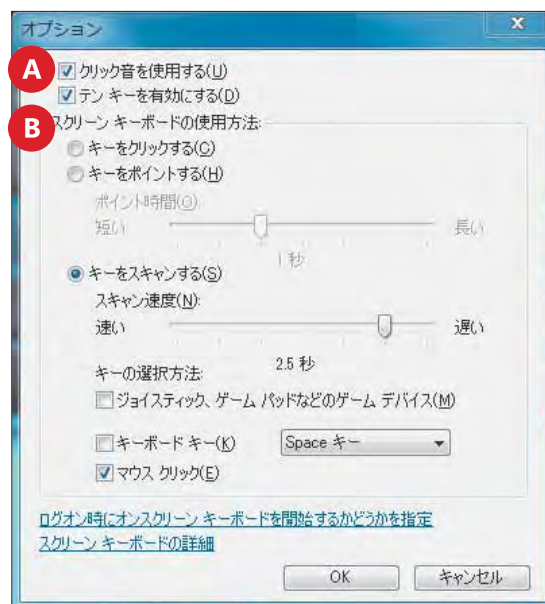 オプション
x
A
クリック音を使用する(U)
テン キーを有効にする(D)
B
スクリーン キーボードの使用方法:
キーをクリックする(C)
キーをポイントする(H)
ポイント時間(O):
短い 長い
1 秒
キーをスキャンする(S)
スキャン速度(N):
速い 遅い
2.5 秒
キーの選択方法:
ジョイスティック、ゲーム パッドなどのゲーム デバイス(M)
キーボード キー(K) Space キー
マウス クリック(E)
ログオン時にオンスクリーン キーボードを開始するかどうかを指定
スクリーン キーボードの詳細
OK キャンセル